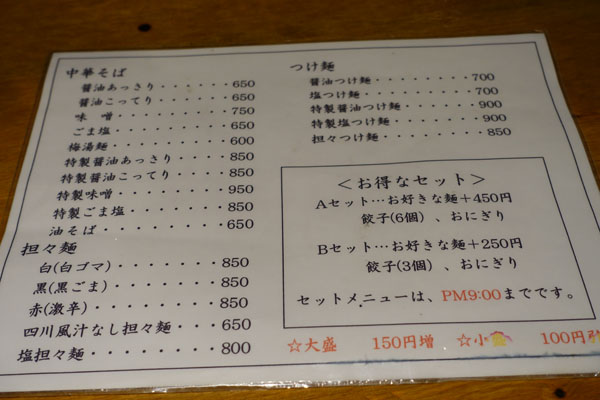 中華そば
醤油あっさり・・・・・・650
醤油こってり・・・・・・650
味 噌・・・・・・・・・・750
ごま塩・・・・・・・・・・650
梅湯麺・・・・・・・・・・600
特製醤油あっさり・・・・850
特製醤油こってり・・・・850
特製味噌・・・・・・・・950
特製ごま塩・・・・・・・850
油そば・・・・・・・・・・650
担々麺
白(白ゴマ)・・・・・・・850
黒(黒ごま)・・・・・・・850
赤(激辛)・・・・・・・・850
四川風汁なし担々麺・・・650
塩担々麺・・・・・・・・800
つけ麺
醤油つけ麺・・・・・・・・700
塩つけ麺・・・・・・・・・700
特製醤油つけ麺・・・・・・900
特製塩つけ麺・・・・・・・900
担々つけ麺・・・・・・・・850
＜お得なセット＞
Aセット…お好きな麺＋450円
餃子(6個)、おにぎり
Bセット…お好きな麺＋250円
餃子(3個)、おにぎり
セットメニューは、PM9:00までです。
☆大盛 150円増 ☆小 100円